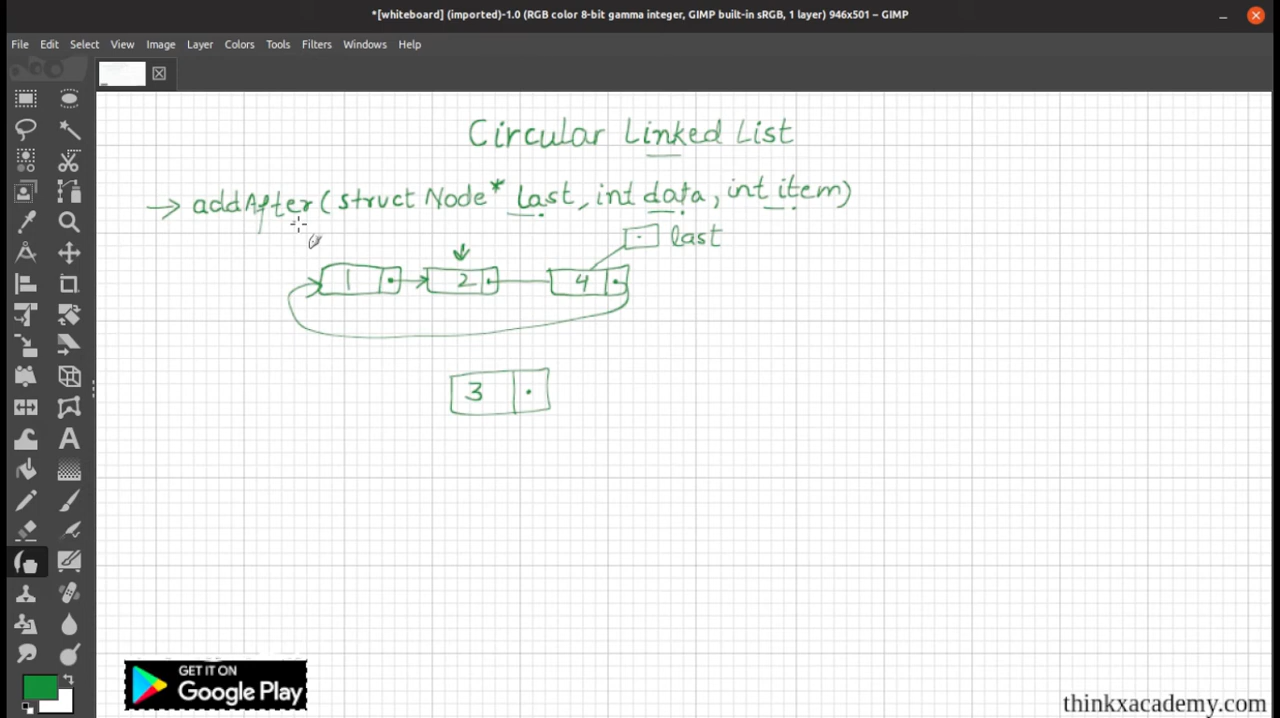 *[whiteboard] (imported)-1.0 (RGB color 8-bit gamma integer, GIMP built-in sRGB, 1 layer) 946x501 – GIMP
File Edit Select View Image Layer Colors Tools Filters Windows Help
Circular Linked List
→ addAfter(struct Node* last, int data, int item)
last
1 2 4
3
GET IT ON
Google Play
thinkxacademy.com